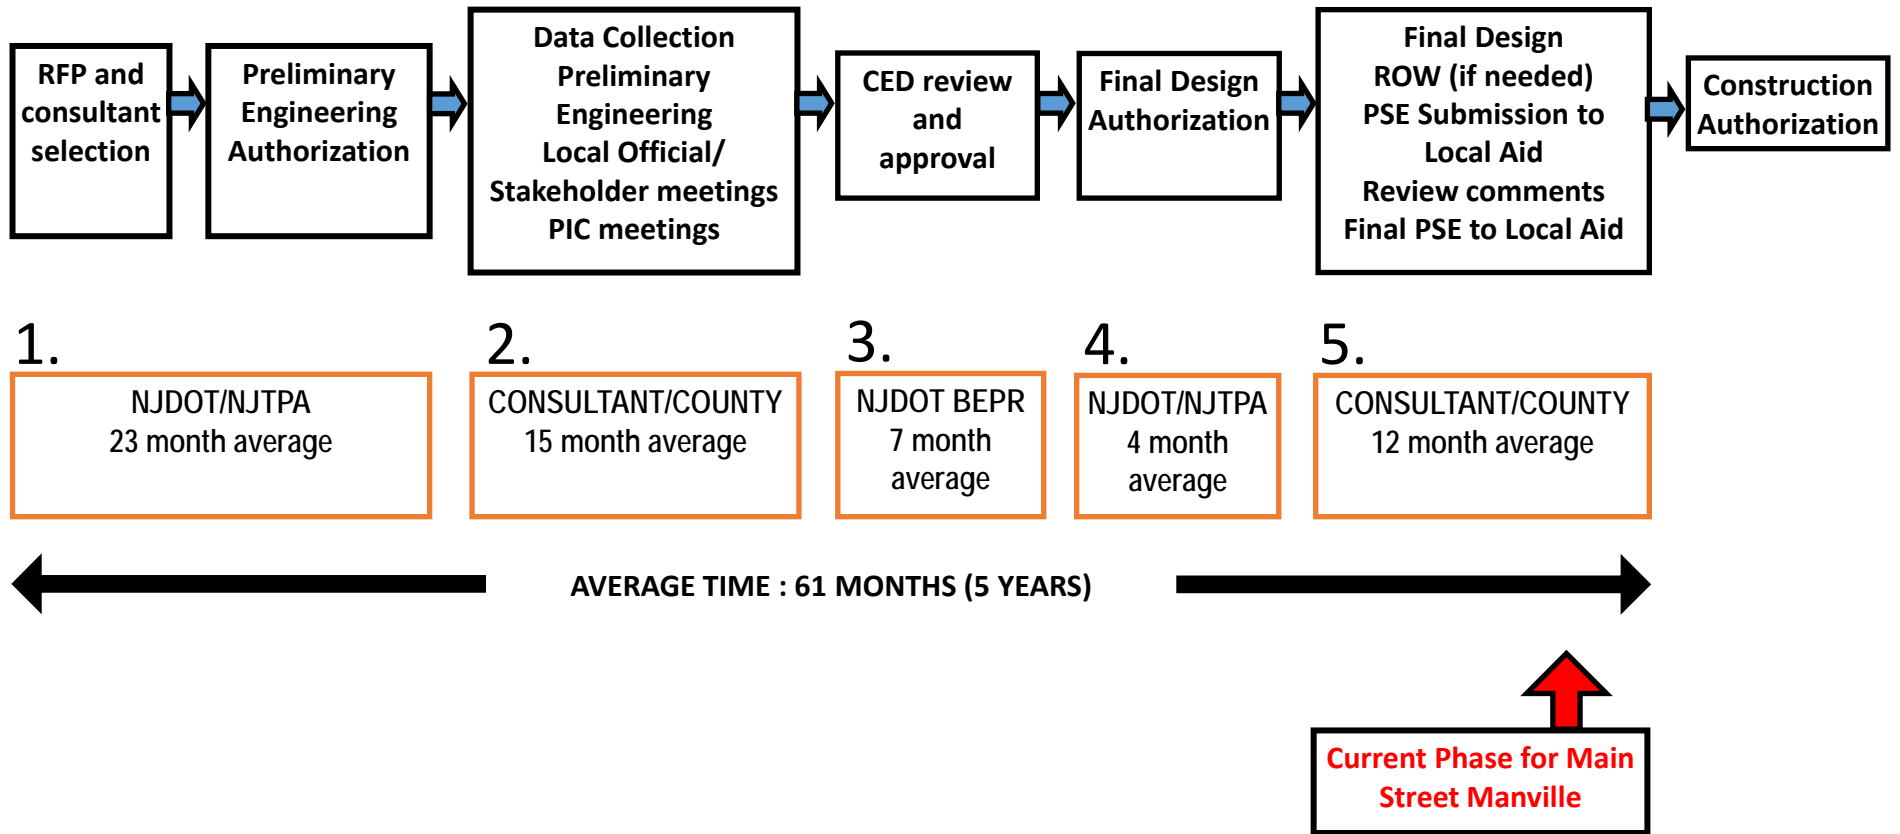 RFP and
consultant
selection
Preliminary
Engineering
Authorization
Data Collection
Preliminary
Engineering
Local Official/
Stakeholder meetings
PIC meetings
CED review
and
approval
Final Design
Authorization
Final Design
ROW (if needed)
PSE Submission to
Local Aid
Review comments
Final PSE to Local Aid
Construction
Authorization
1.
NJDOT/NJTPA
23 month average
2.
CONSULTANT/COUNTY
15 month average
3.
NJDOT BEPR
7 month
average
4.
NJDOT/NJTPA
4 month
average
5.
CONSULTANT/COUNTY
12 month average
AVERAGE TIME : 61 MONTHS (5 YEARS)
Current Phase for Main
Street Manville